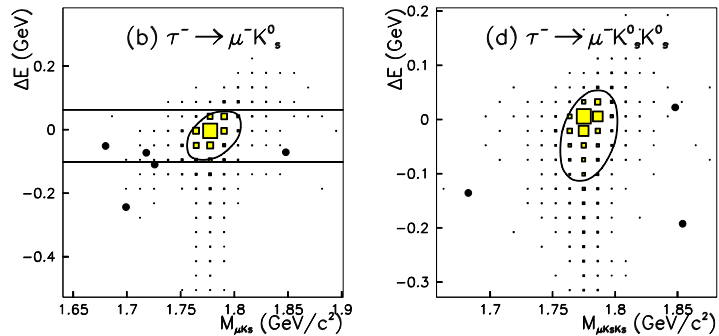 ΔE (GeV)
(b) τ⁻ → μ⁻K⁰ₛ
0.2
0
-0.2
-0.4
1.65 1.7 1.75 1.8 1.85 1.9
M_μKs (GeV/c²)
ΔE (GeV)
(d) τ⁻ → μ⁻K⁰ₛK⁰ₛ
0.2
0.1
0
-0.1
-0.2
-0.3
1.7 1.75 1.8 1.85
M_μKsKs (GeV/c²)